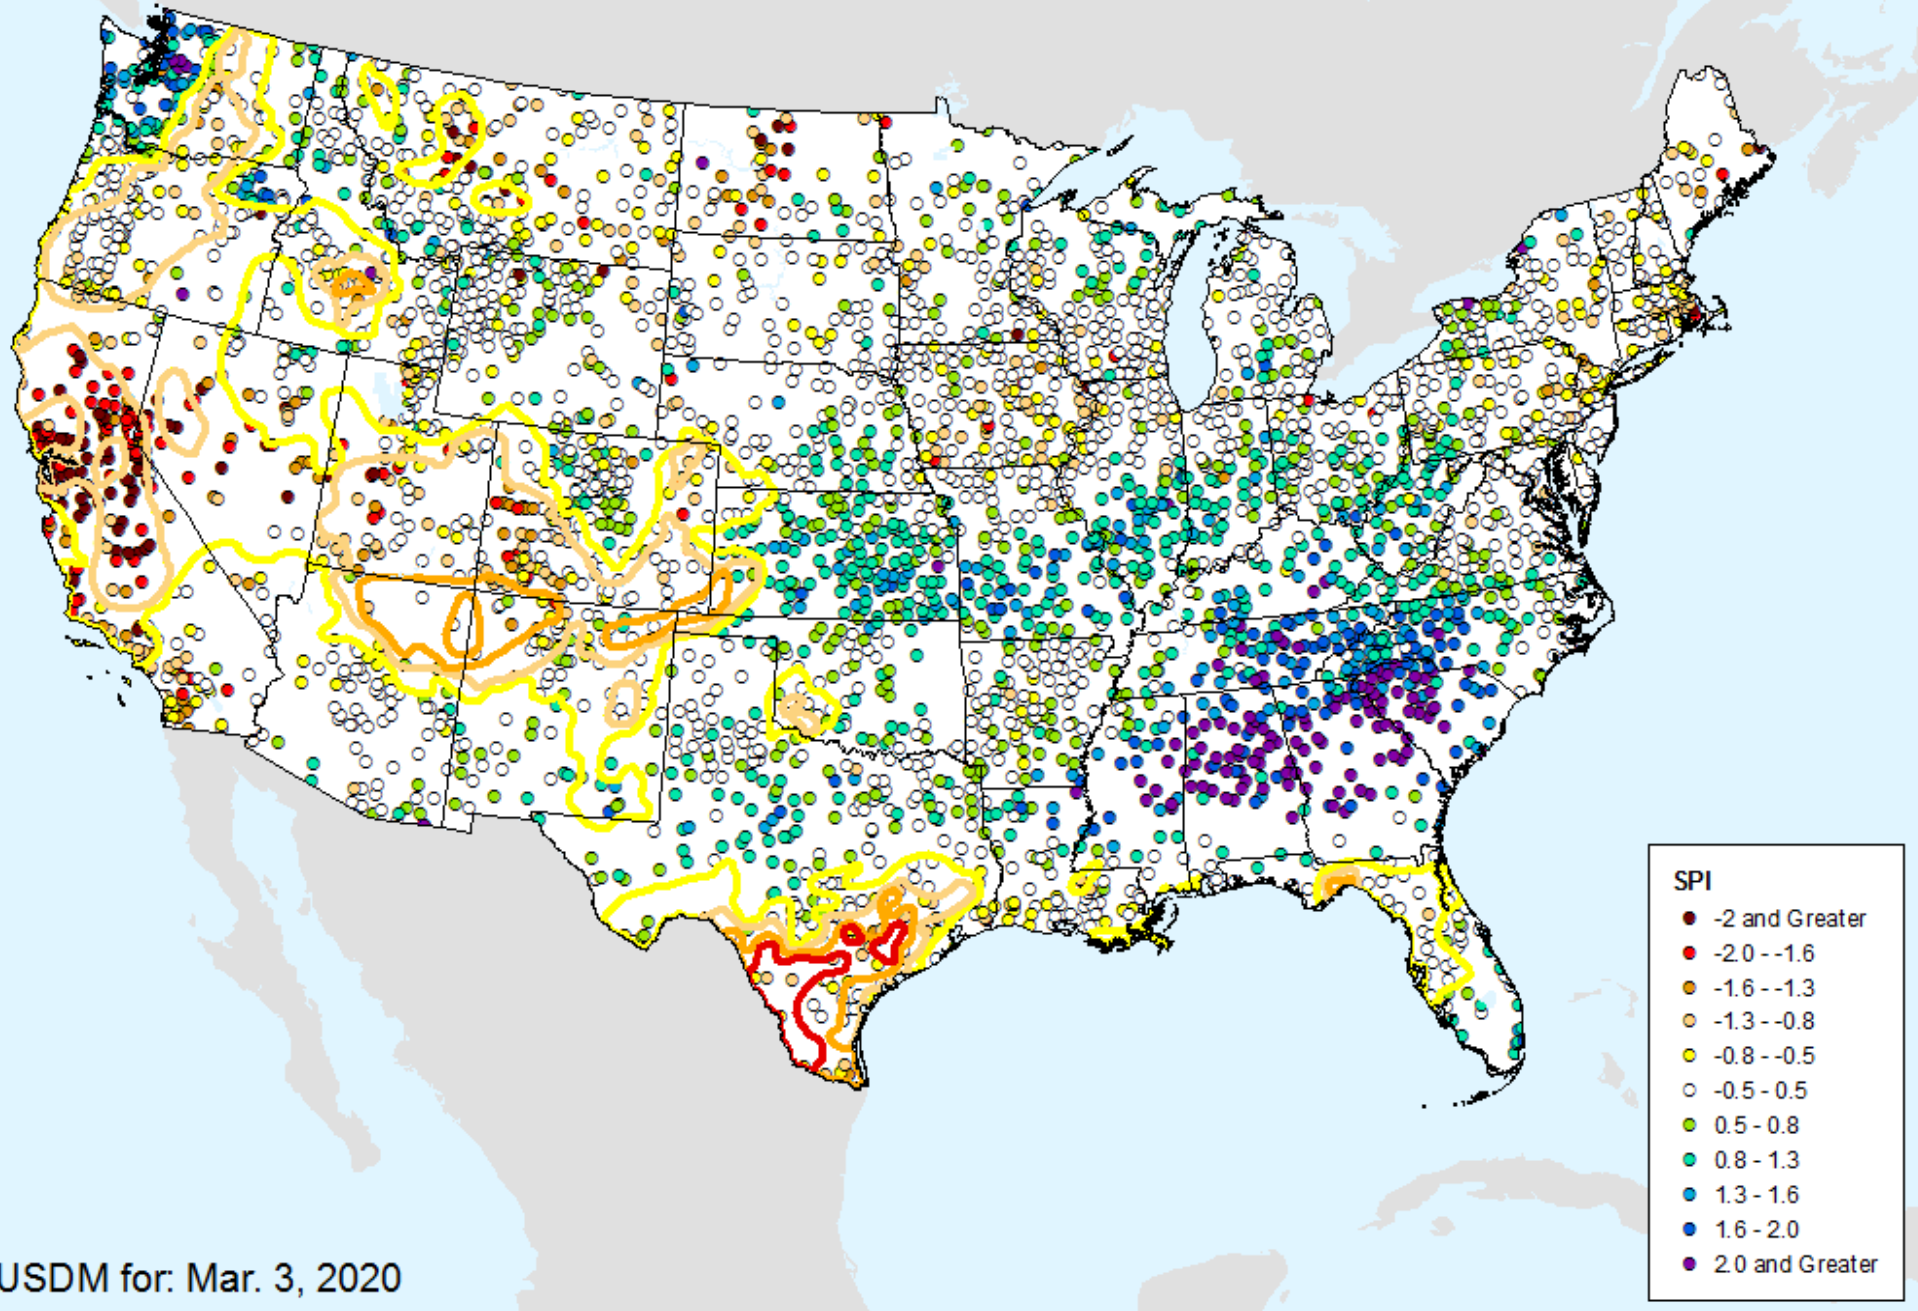 SPI
-2 and Greater
-2.0 - -1.6
-1.6 - -1.3
-1.3 - -0.8
-0.8 - -0.5
-0.5 - 0.5
0.5 - 0.8
0.8 - 1.3
1.3 - 1.6
1.6 - 2.0
2.0 and Greater
USDM for: Mar. 3, 2020